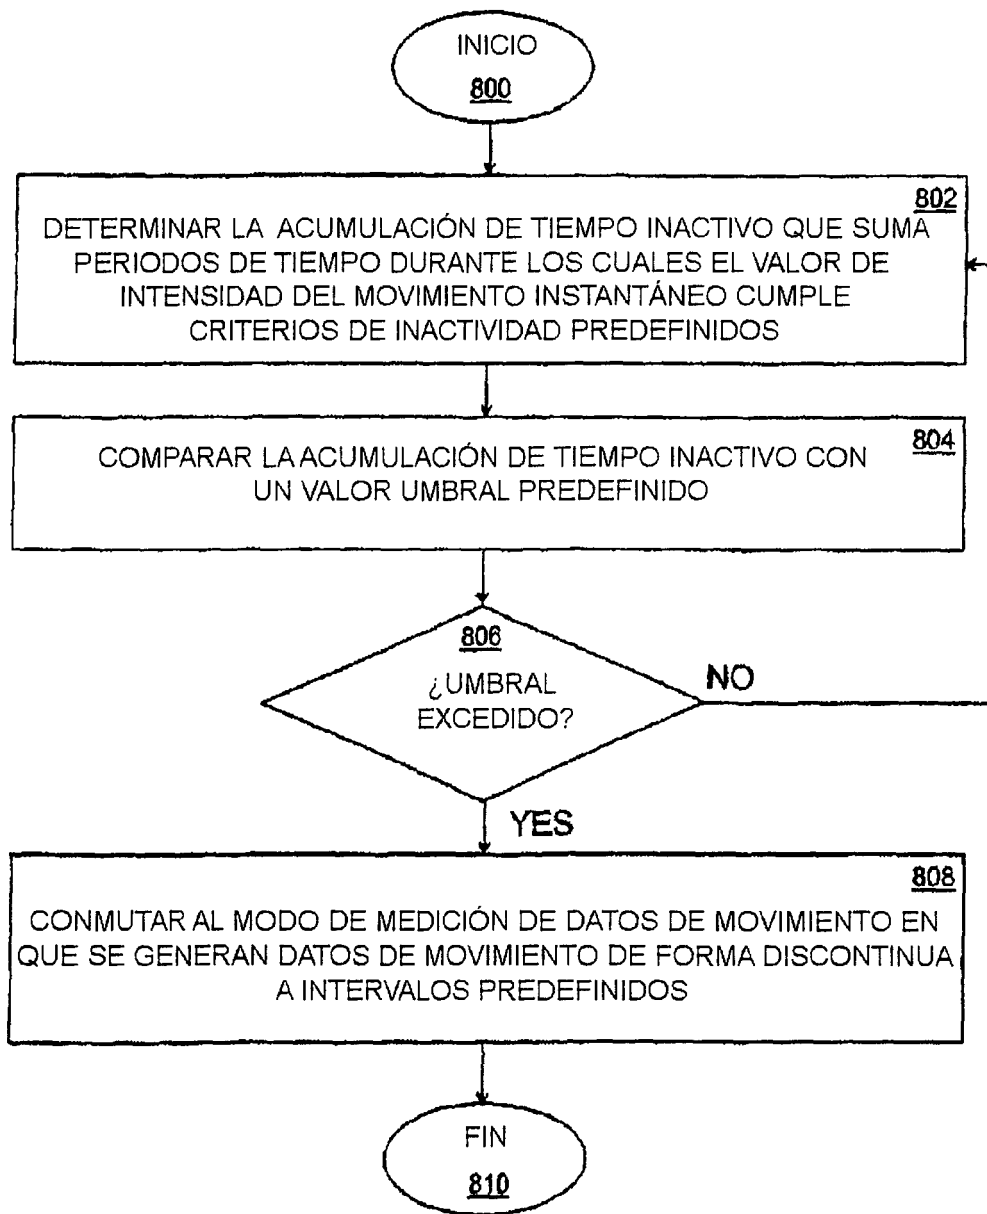 INICIO
800
802
DETERMINAR LA ACUMULACIÓN DE TIEMPO INACTIVO QUE SUMA
PERIODOS DE TIEMPO DURANTE LOS CUALES EL VALOR DE
INTENSIDAD DEL MOVIMIENTO INSTANTÁNEO CUMPLE
CRITERIOS DE INACTIVIDAD PREDEFINIDOS
804
COMPARAR LA ACUMULACIÓN DE TIEMPO INACTIVO CON
UN VALOR UMBRAL PREDEFINIDO
806
¿UMBRAL
EXCEDIDO?
NO
YES
808
CONMUTAR AL MODO DE MEDICIÓN DE DATOS DE MOVIMIENTO EN
QUE SE GENERAN DATOS DE MOVIMIENTO DE FORMA DISCONTINUA
A INTERVALOS PREDEFINIDOS
FIN
810